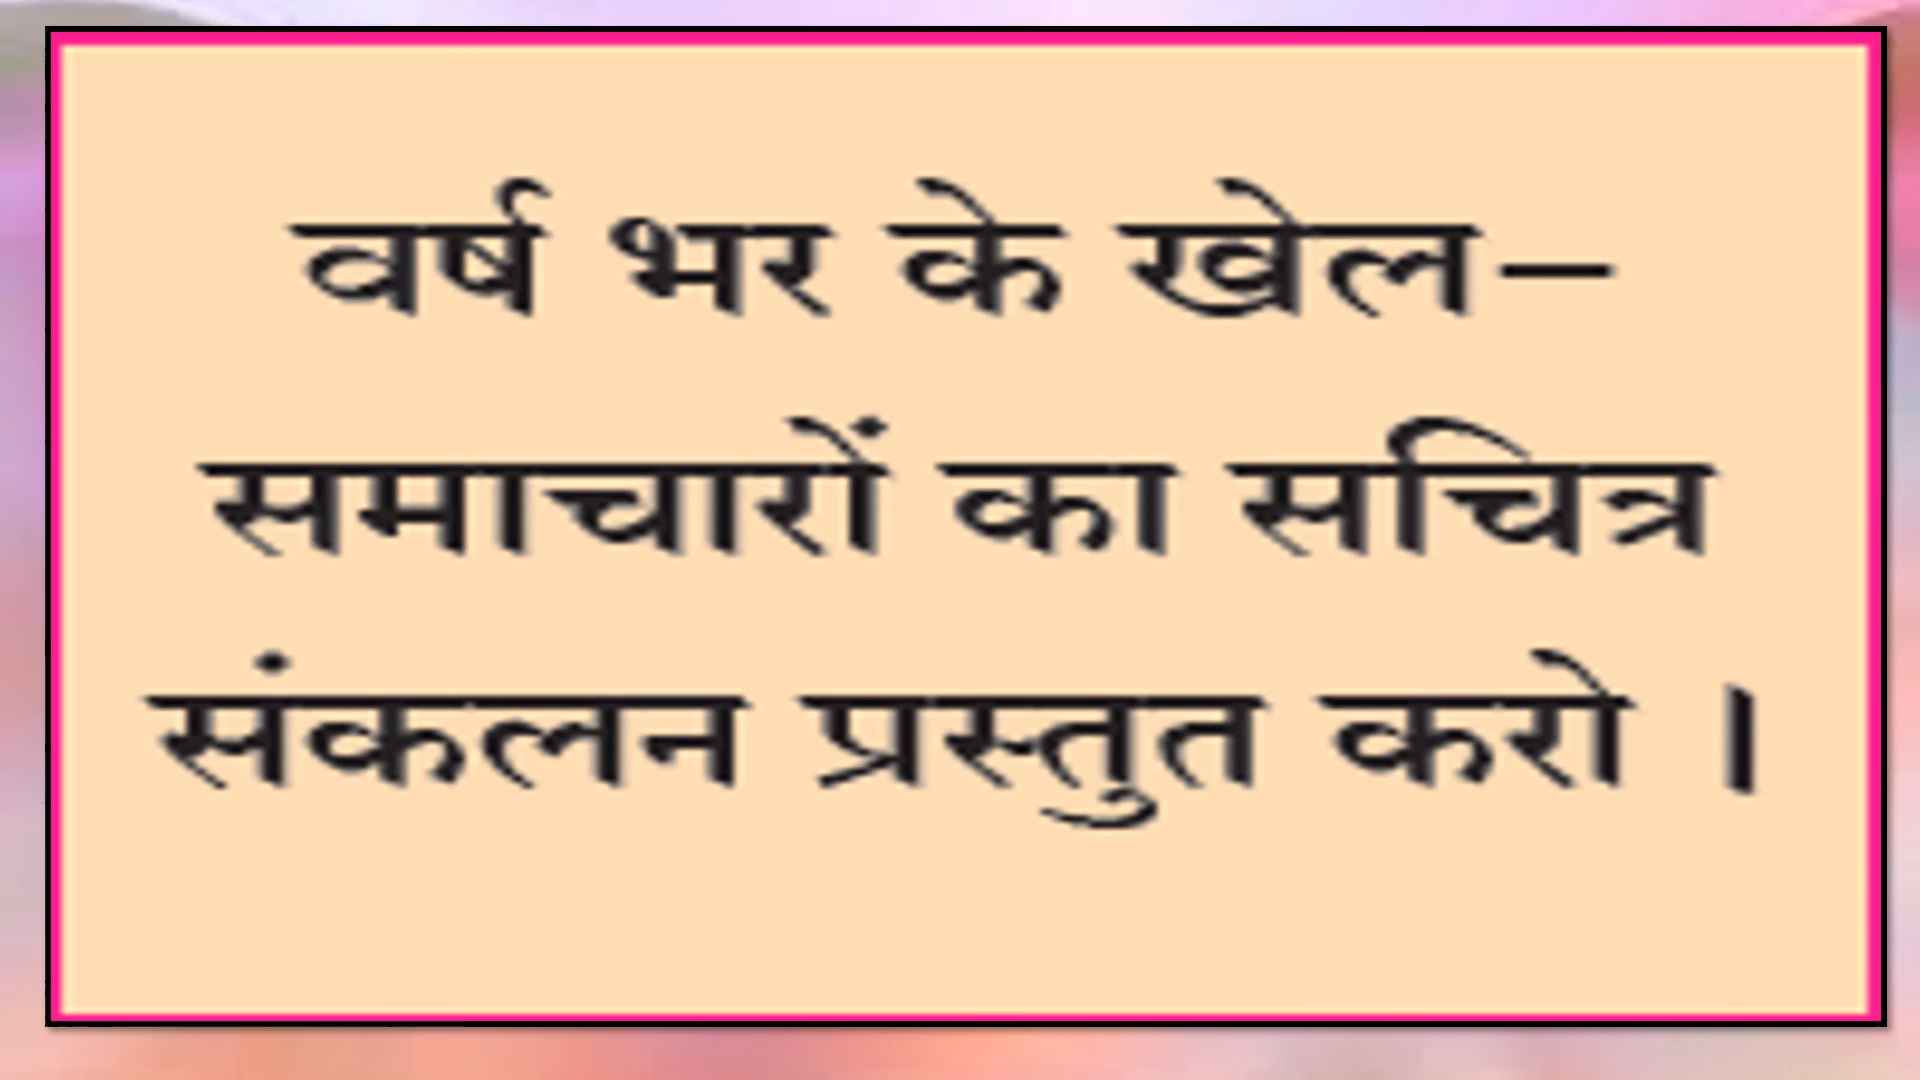 वर्ष भर के खेल–
समाचारों का सचित्र
संकलन प्रस्तुत करो ।